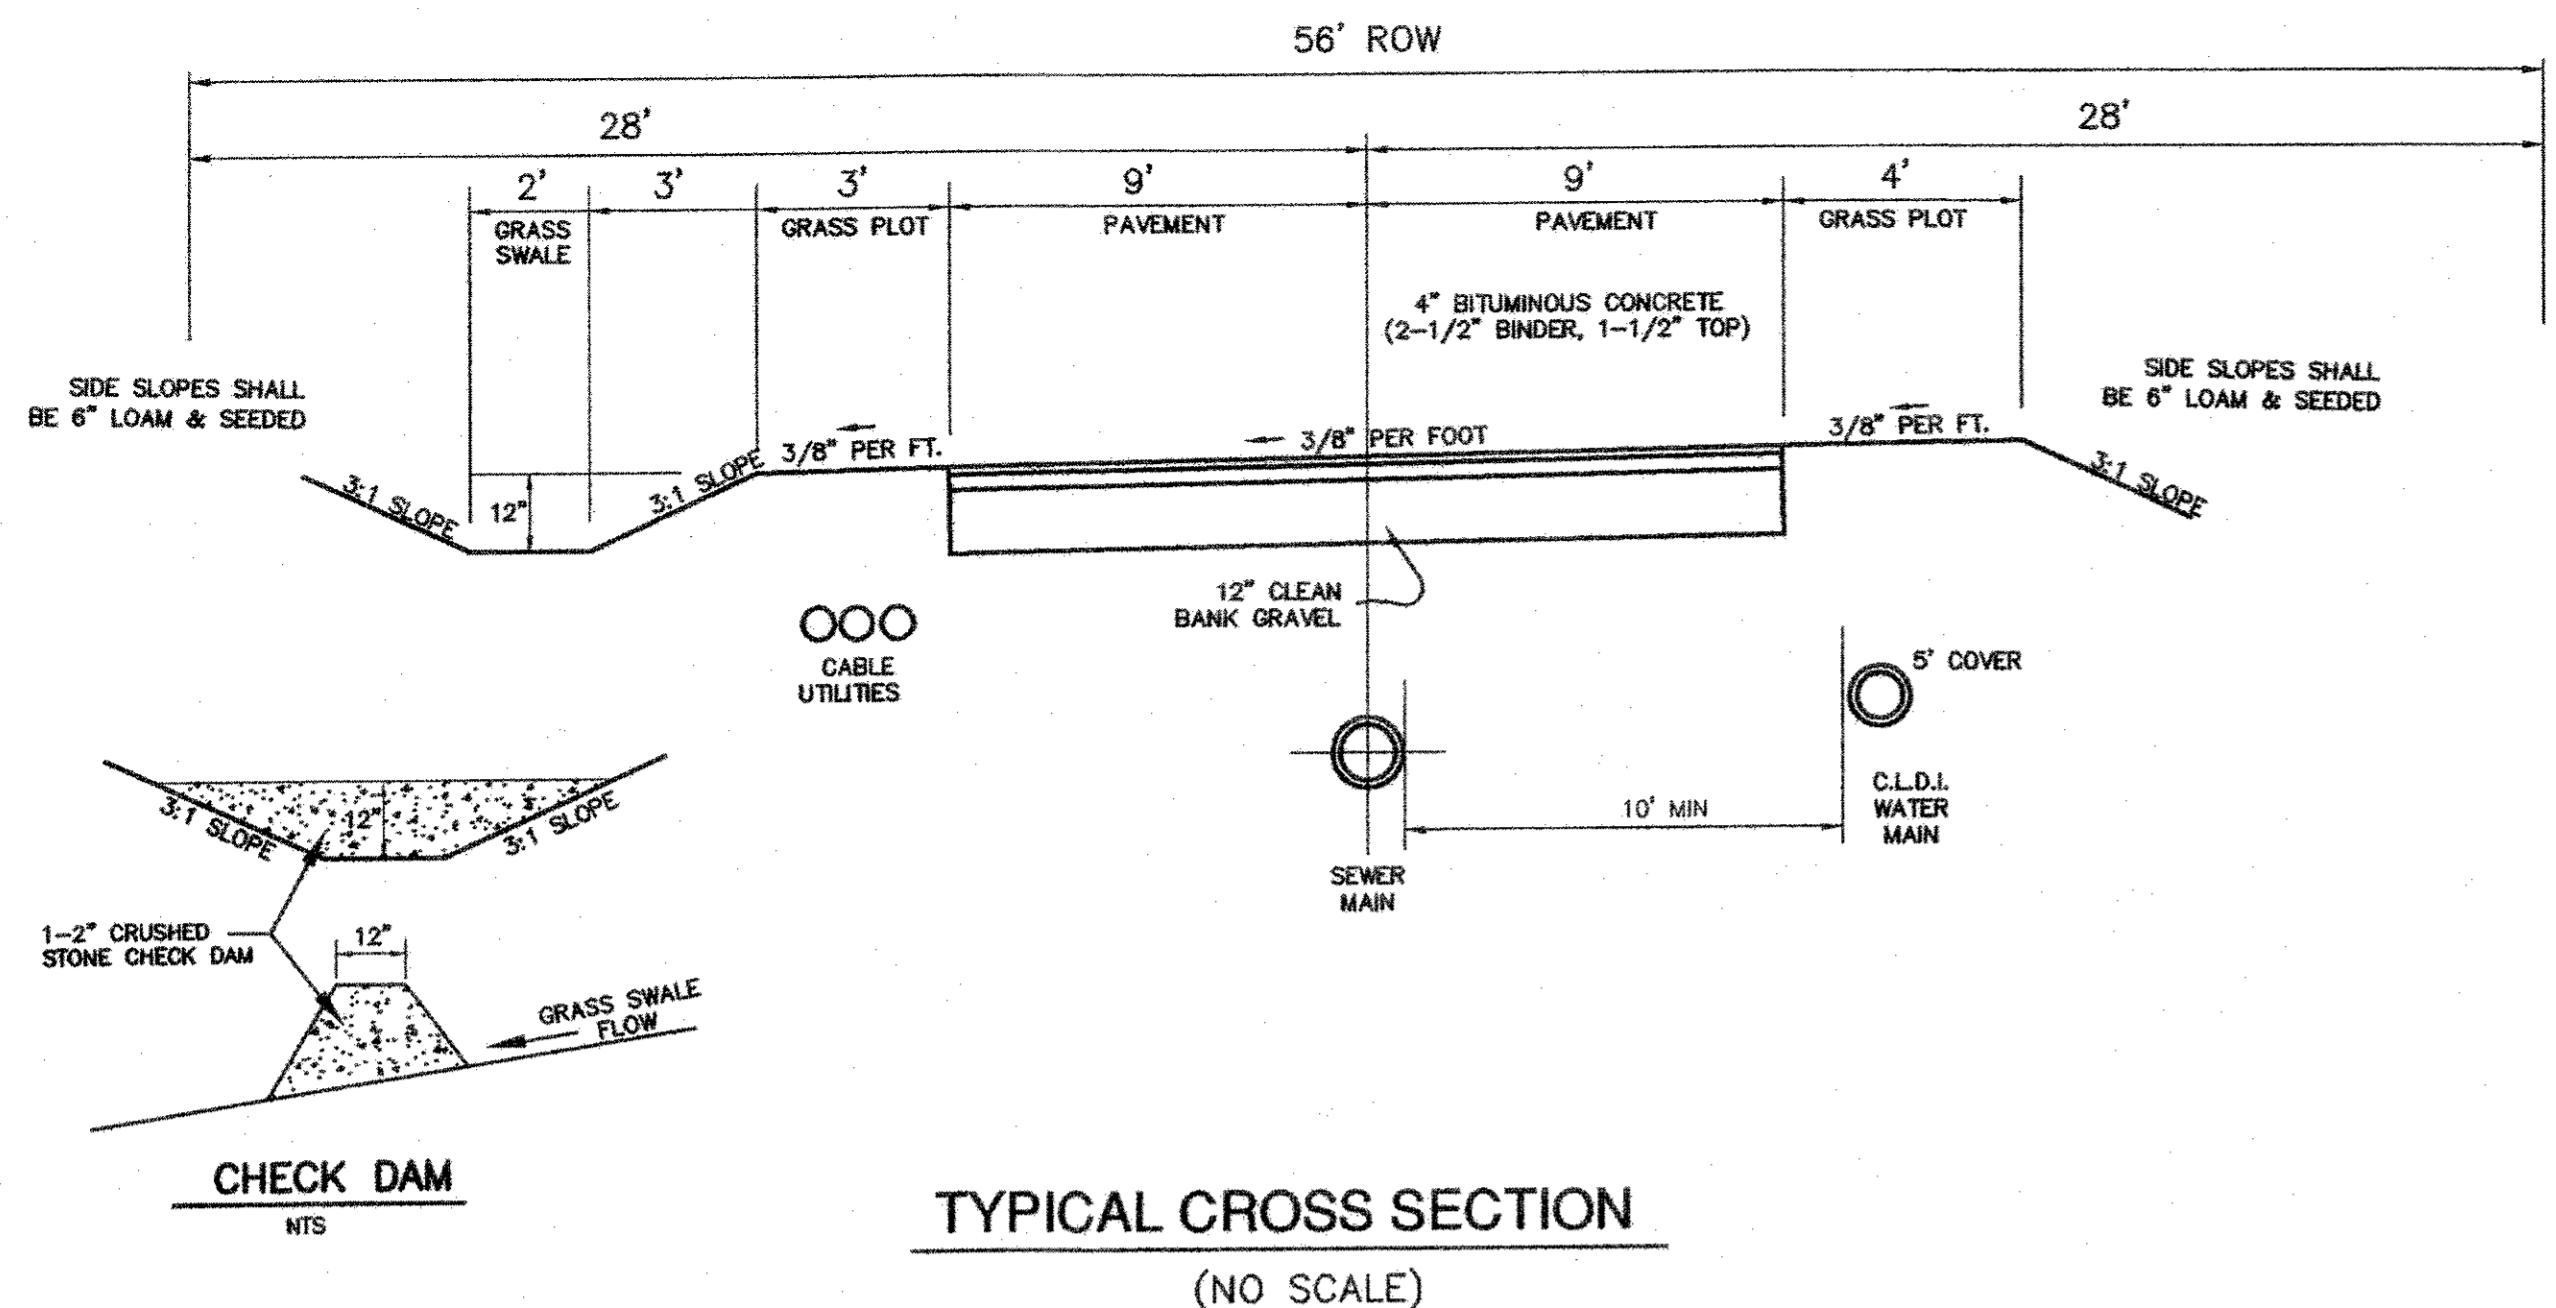 56' ROW
28'
28'
2'
3'
3'
9'
9'
4'
GRASS
SWALE
GRASS PLOT
PAVEMENT
PAVEMENT
GRASS PLOT
4" BITUMINOUS CONCRETE
(2-1/2" BINDER, 1-1/2" TOP)
SIDE SLOPES SHALL
BE 6" LOAM & SEEDED
SIDE SLOPES SHALL
BE 6" LOAM & SEEDED
3:1 SLOPE
12"
3:1 SLOPE
3/8" PER FT.
3/8" PER FOOT
3/8" PER FT.
3:1 SLOPE
12" CLEAN
BANK GRAVEL
CABLE
UTILITIES
5' COVER
10' MIN
C.L.D.I.
WATER
MAIN
SEWER
MAIN
3:1 SLOPE
12"
3:1 SLOPE
1-2" CRUSHED
STONE CHECK DAM
12"
GRASS SWALE
FLOW
CHECK DAM
NTS
TYPICAL CROSS SECTION
(NO SCALE)